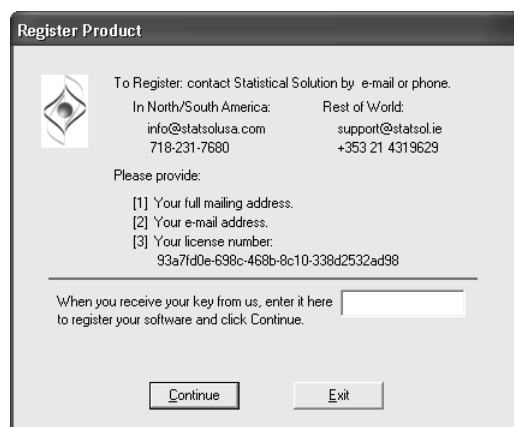 Register Product
To Register: contact Statistical Solution by e-mail or phone.
In North/South America: Rest of World:
info@statsolusa.com support@statsol.ie
718-231-7680 +353 21 4319629
Please provide:
[1] Your full mailing address.
[2] Your e-mail address.
[3] Your license number:
93a7fd0e-698c-468b-8c10-338d2532ad98
When you receive your key from us, enter it here
to register your software and click Continue.
Continue Exit